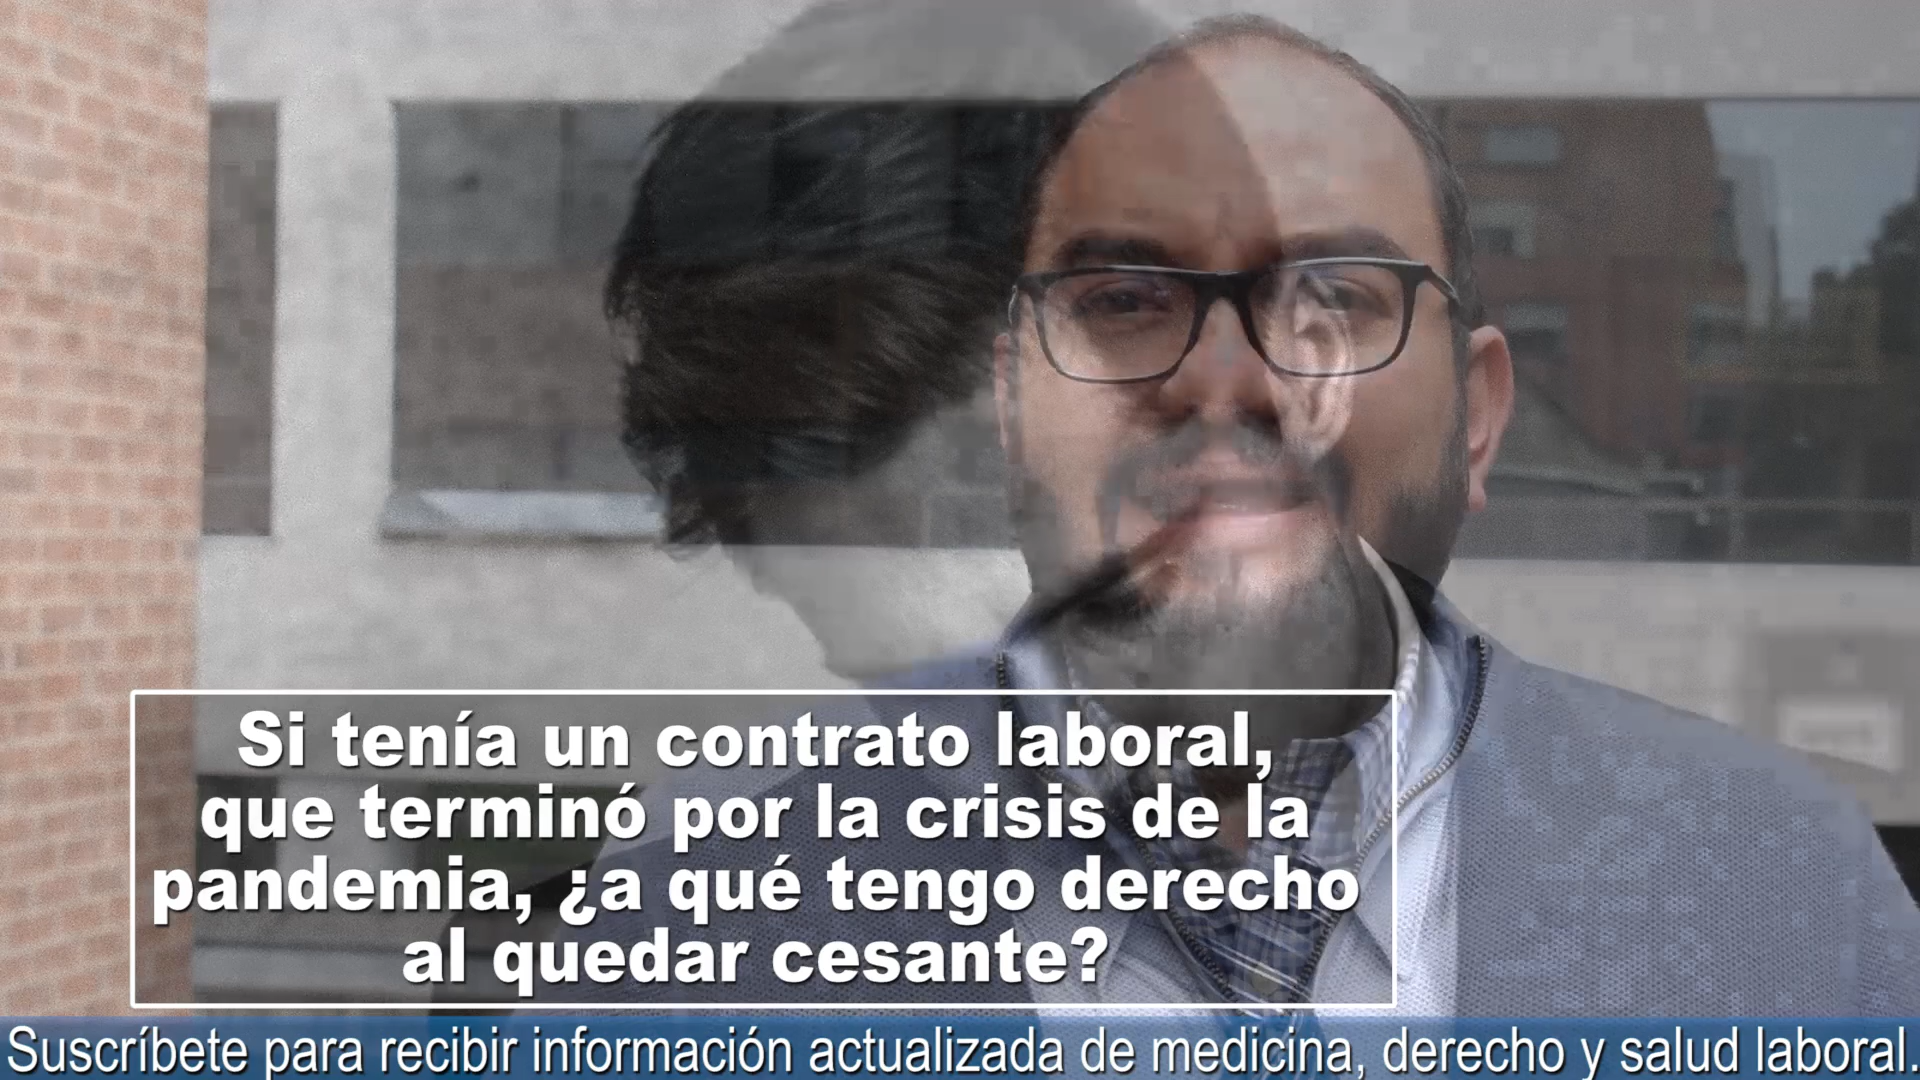 Si tenía un contrato laboral,
que terminó por la crisis de la
pandemia, ¿a qué tengo derecho
al quedar cesante?
Suscríbete para recibir información actualizada de medicina, derecho y salud laboral.